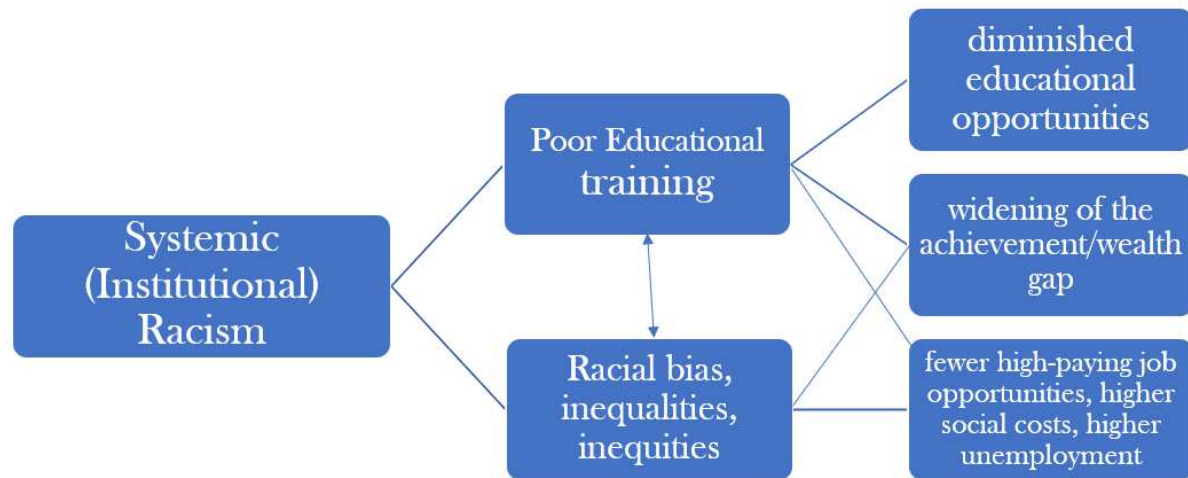 Systemic
(Institutional)
Racism
Poor Educational
training
Racial bias,
inequalities,
inequities
diminished
educational
opportunities
widening of the
achievement/wealth
gap
fewer high-paying job
opportunities, higher
social costs, higher
unemployment